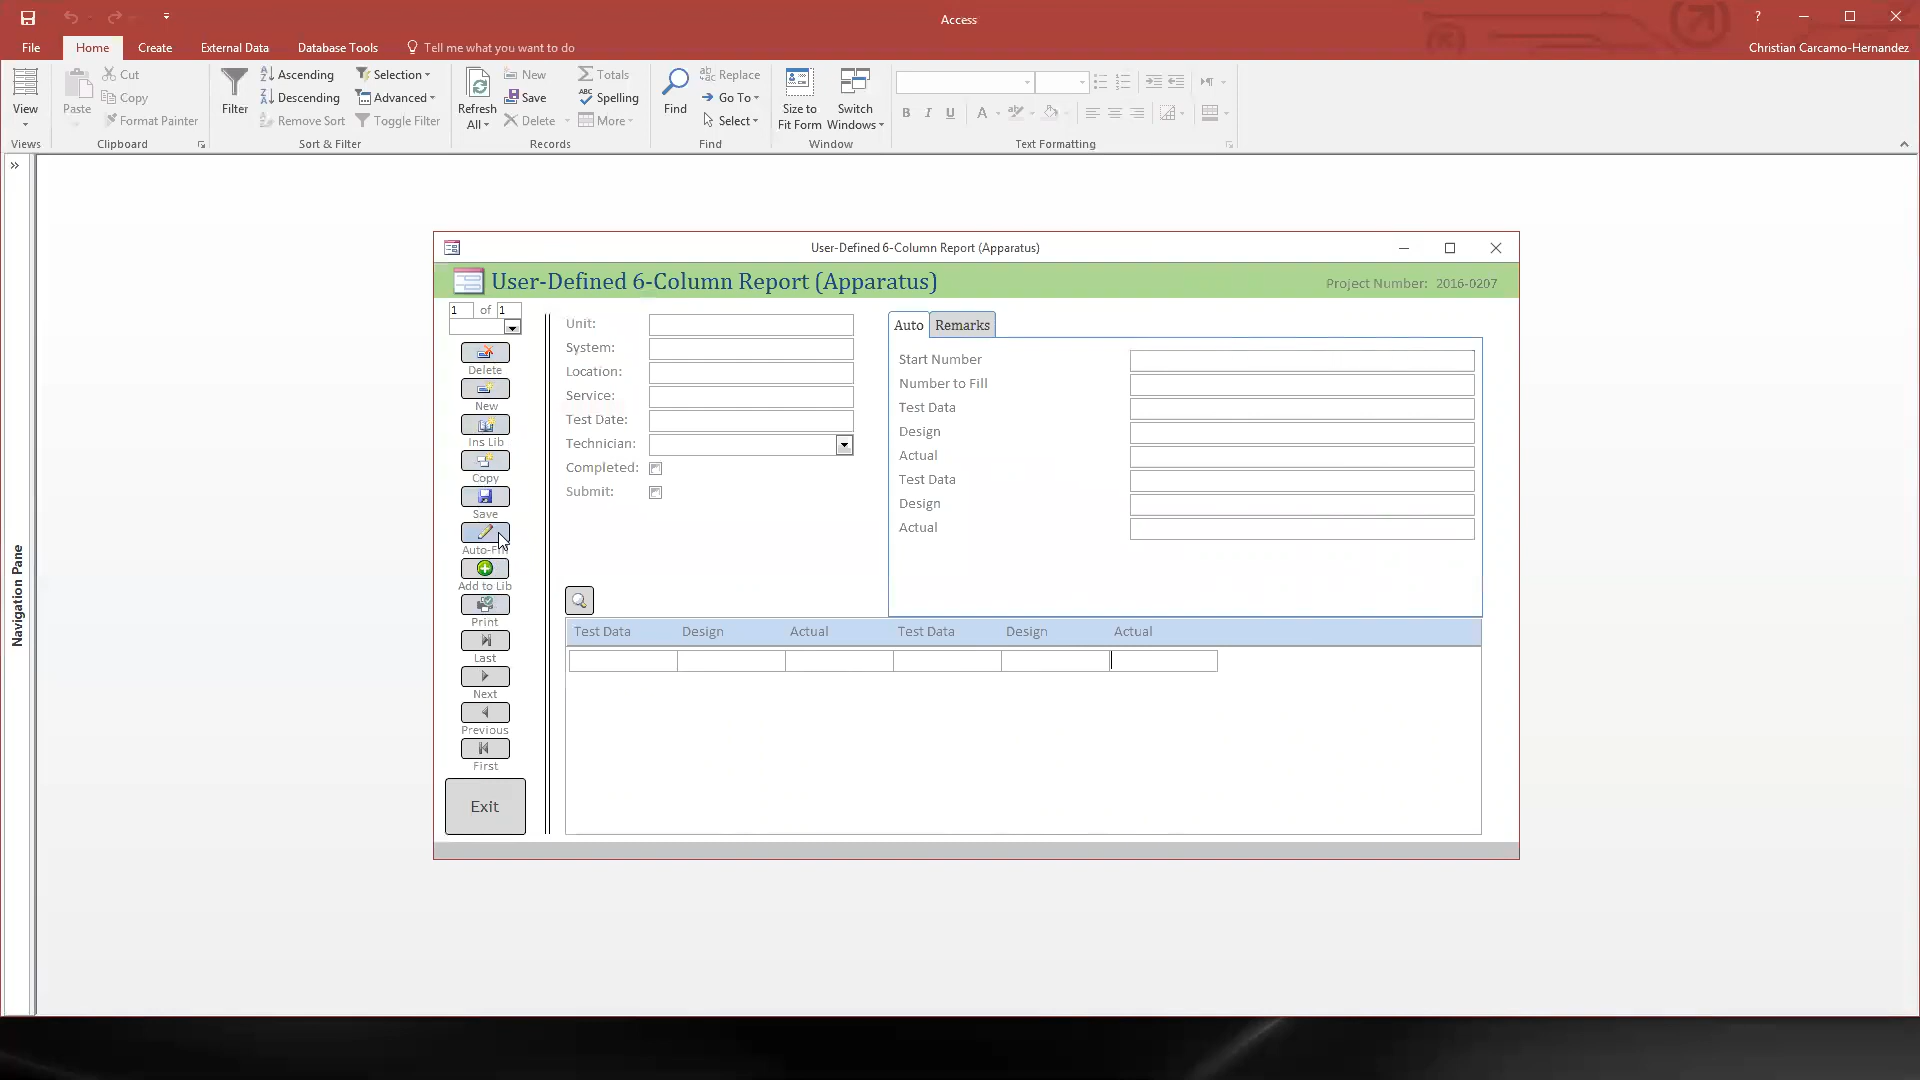 Access
?
File Home Create External Data Database Tools Tell me what you want to do Christian Carcamo-Hernandez
View
Views
Paste
Cut
Copy
Format Painter
Clipboard
Filter
Ascending
Descending
Remove Sort
Selection
Advanced
Toggle Filter
Sort & Filter
Refresh
All
New
Save
Delete
Totals
Spelling
More
Records
Find
Replace
Go To
Select
Find
Size to
Fit Form
Switch
Windows
Window
B I U A
Text Formatting
Navigation Pane
User-Defined 6-Column Report (Apparatus)
User-Defined 6-Column Report (Apparatus)
Project Number: 2016-0207
1 of 1
Delete
New
Ins Lib
Copy
Save
Auto-Fill
Add to Lib
Print
Last
Next
Previous
First
Exit
Unit:
System:
Location:
Service:
Test Date:
Technician:
Completed:
Submit:
Auto Remarks
Start Number
Number to Fill
Test Data
Design
Actual
Test Data
Design
Actual
Test Data Design Actual Test Data Design Actual